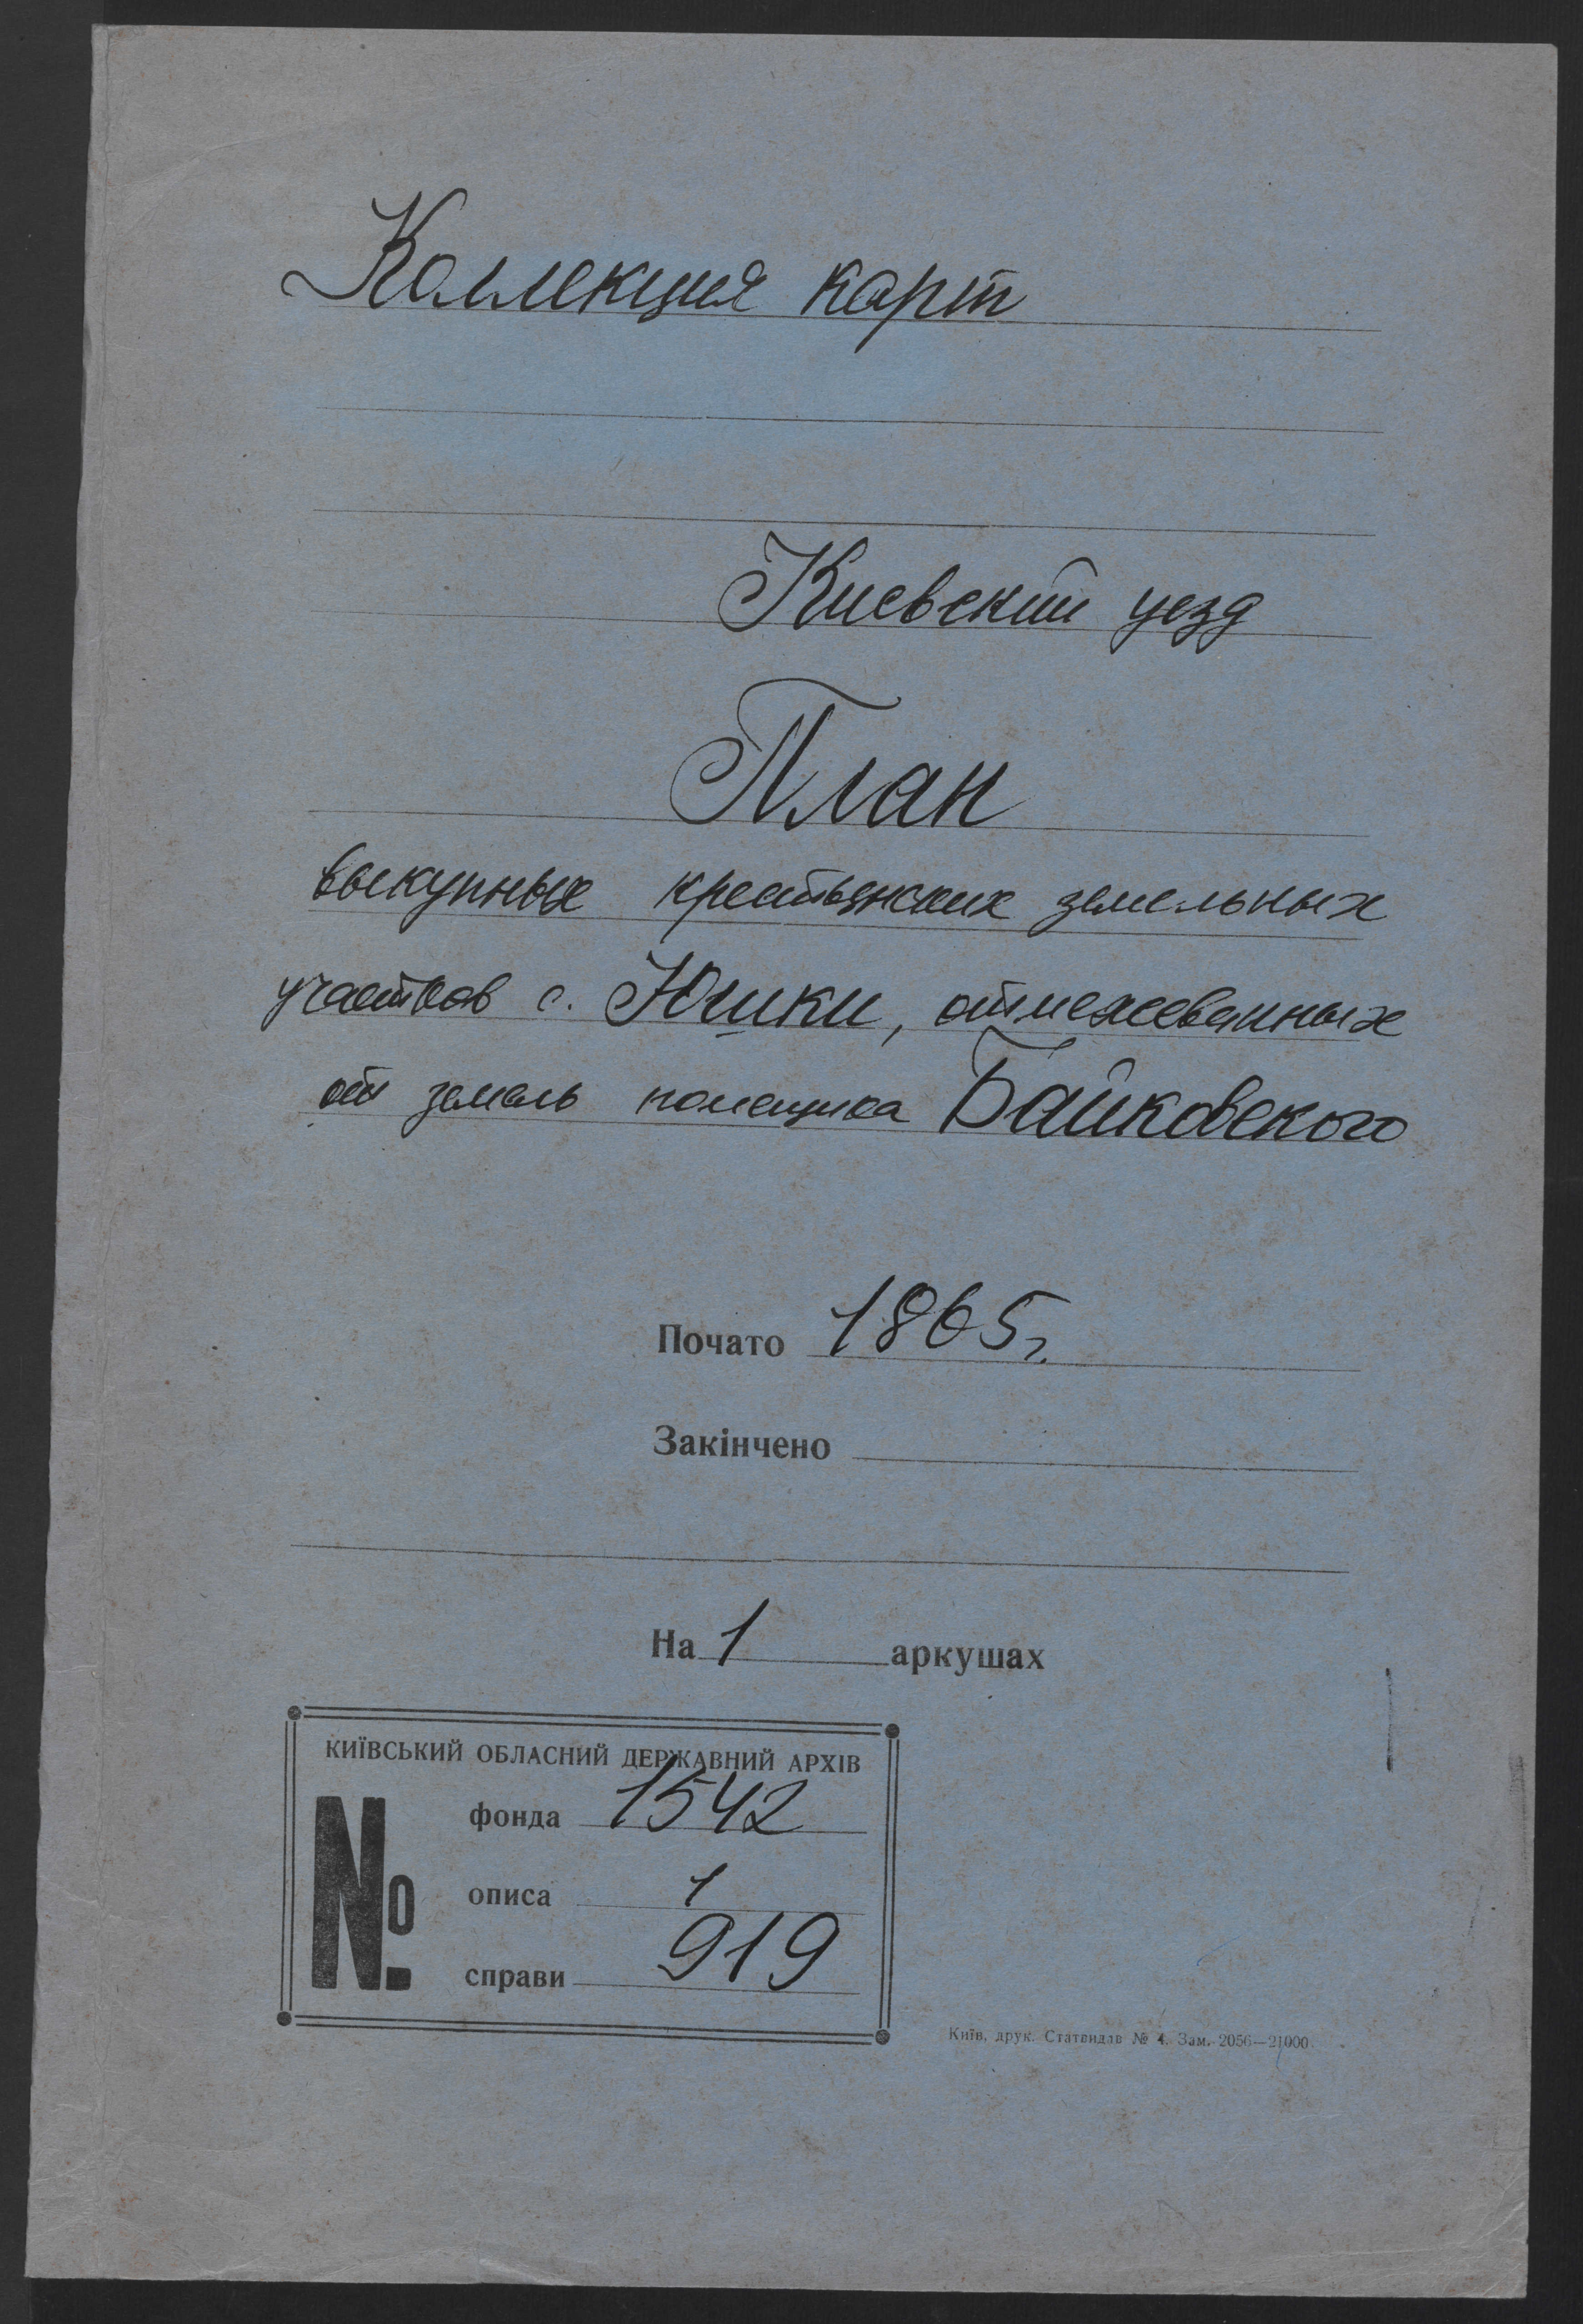 Коллекция карт
Киевский уезд
План
выкупных крестьянских земельных
участков с. Юшки, отмежеванных
от земель помещика Байковского
Почато 1865 г.
Закінчено
На 1 аркушах
КИЇВСЬКИЙ ОБЛАСНИЙ ДЕРЖАВНИЙ АРХІВ
№
фонда 1542
описа 1
справи 919
Київ, друк. Статвидав № 4. Зам. 2056—21000.